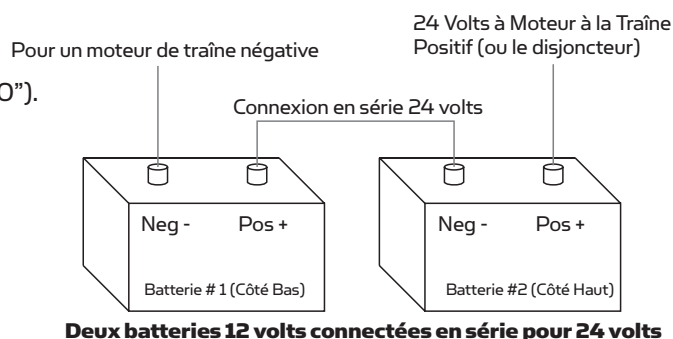 24 Volts à Moteur à la Traîne
Positif (ou le disjoncteur)
Pour un moteur de traîne négative
O”).
Connexion en série 24 volts
Neg - Pos + Neg - Pos +
Batterie # 1 (Côté Bas) Batterie #2 (Côté Haut)
Deux batteries 12 volts connectées en série pour 24 volts